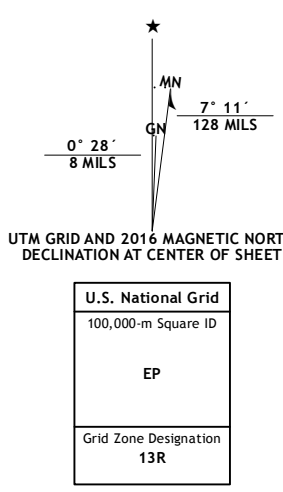 ★
MN
7° 11´
128 MILS
GN
0° 28´
8 MILS
UTM GRID AND 2016 MAGNETIC NORT
DECLINATION AT CENTER OF SHEET
U.S. National Grid
100,000-m Square ID
EP
Grid Zone Designation
13R